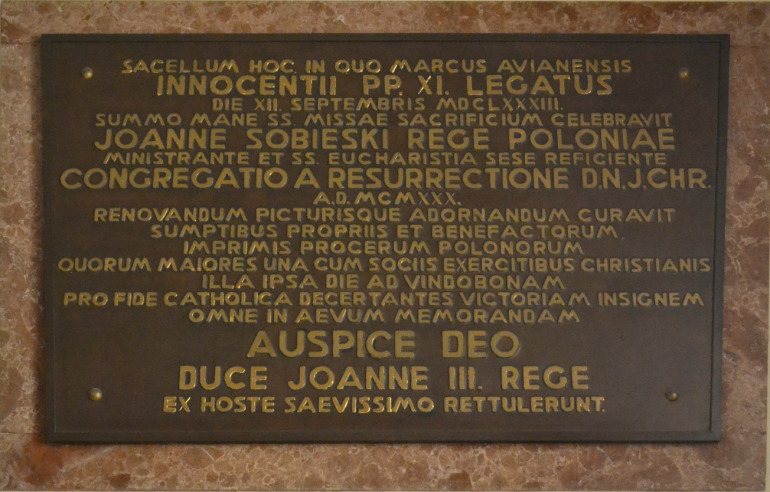 SACELLUM HOC, IN QUO MARCUS AVIANENSIS
INNOCENTII PP. XI. LEGATUS
DIE XII. SEPTEMBRIS MDCLXXXIII.
SUMMO MANE SS. MISSAE SACRIFICIUM CELEBRAVIT
JOANNE SOBIESKI REGE POLONIAE
MINISTRANTE ET SS. EUCHARISTIA SESE REFICIENTE
CONGREGATIO A RESURRECTIONE D.N.J.CHR.
A.D. MCMXXX.
RENOVANDUM PICTURISQUE ADORNANDUM CURAVIT
SUMPTIBUS PROPRIIS ET BENEFACTORUM,
IMPRIMIS PROCERUM POLONORUM
QUORUM MAIORES UNA CUM SOCIIS EXERCITIBUS CHRISTIANIS
ILLA IPSA DIE AD VINDOBONAM
PRO FIDE CATHOLICA DECERTANTES VICTORIAM INSIGNEM
OMNE IN AEVUM MEMORANDAM
AUSPICE DEO
DUCE JOANNE III. REGE
EX HOSTE SAEVISSIMO RETTULERUNT.